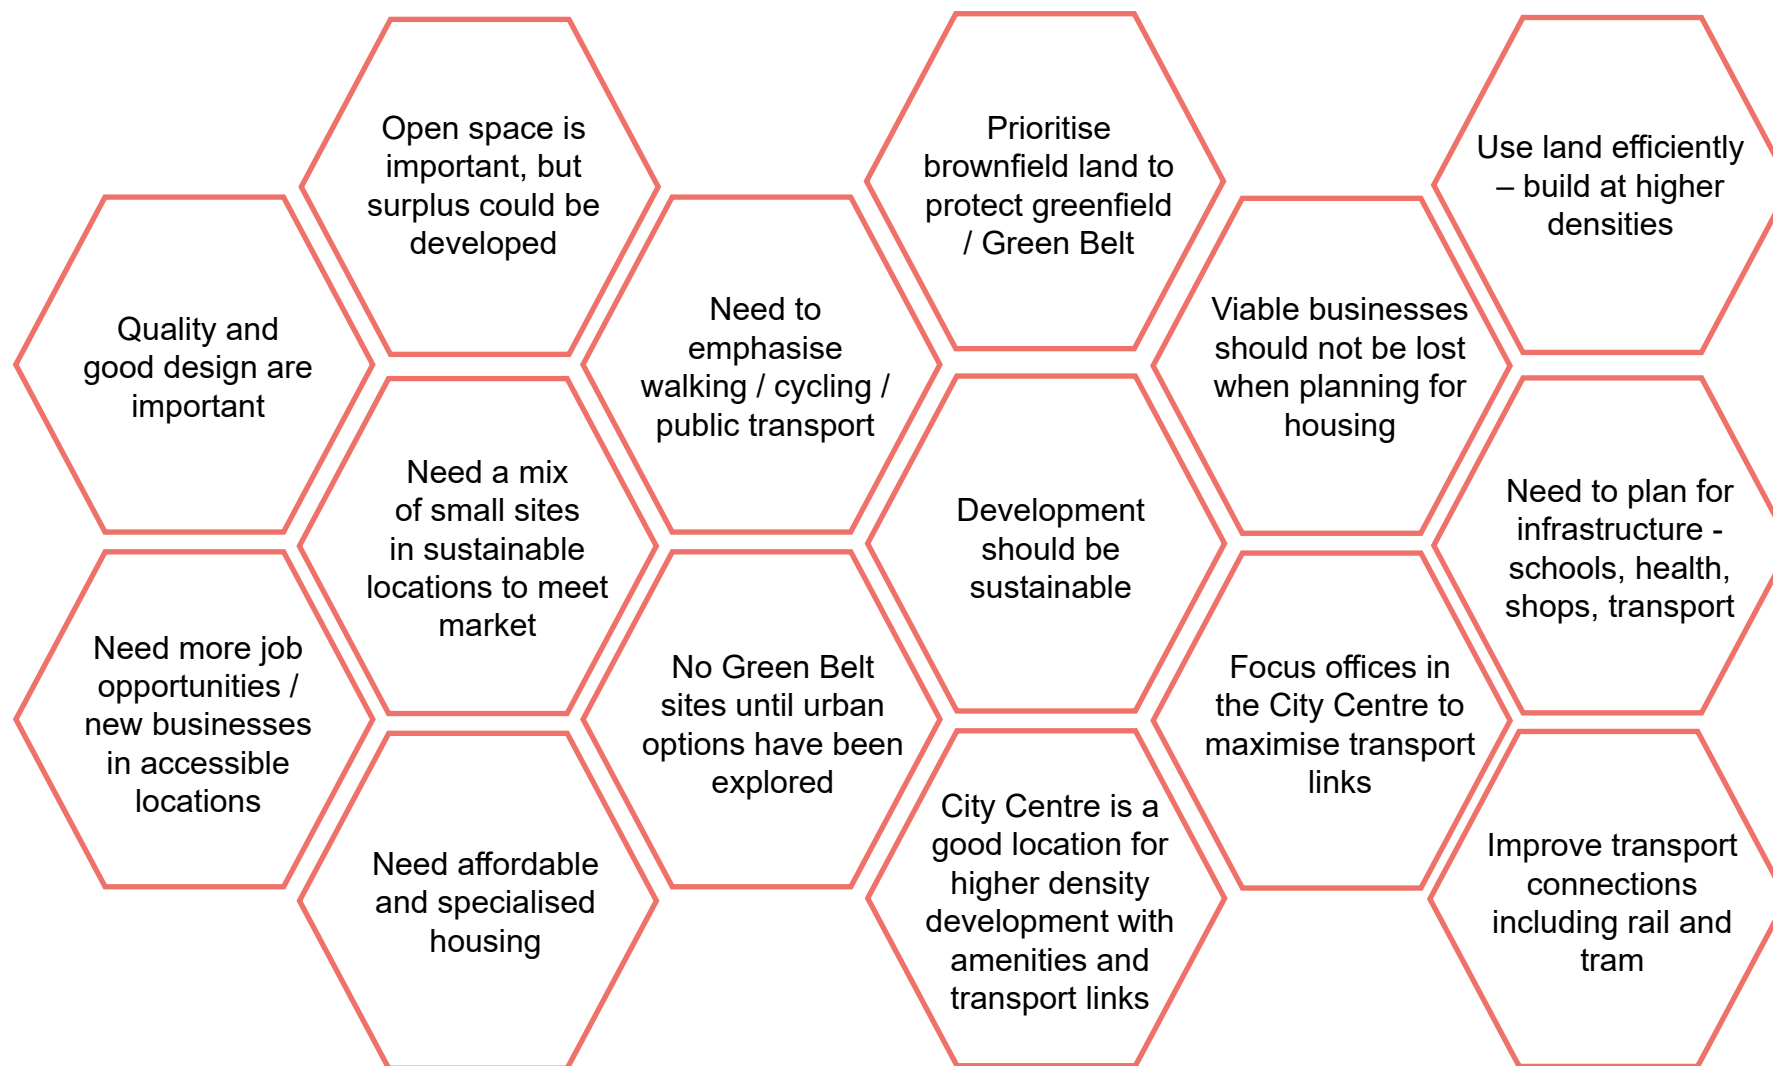 Open space is
important, but
surplus could be
developed
Prioritise
brownfield land to
protect greenfield
/ Green Belt
Use land efficiently
– build at higher
densities
Quality and
good design are
important
Need to
emphasise
walking / cycling /
public transport
Viable businesses
should not be lost
when planning for
housing
Need a mix
of small sites
in sustainable
locations to meet
market
Development
should be
sustainable
Need to plan for
infrastructure -
schools, health,
shops, transport
Need more job
opportunities /
new businesses
in accessible
locations
No Green Belt
sites until urban
options have been
explored
Focus offices in
the City Centre to
maximise transport
links
Need affordable
and specialised
housing
City Centre is a
good location for
higher density
development with
amenities and
transport links
Improve transport
connections
including rail and
tram